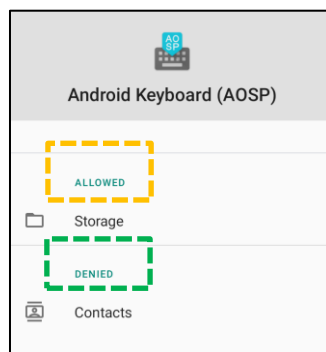 AO
SP
Android Keyboard (AOSP)
ALLOWED
Storage
DENIED
Contacts